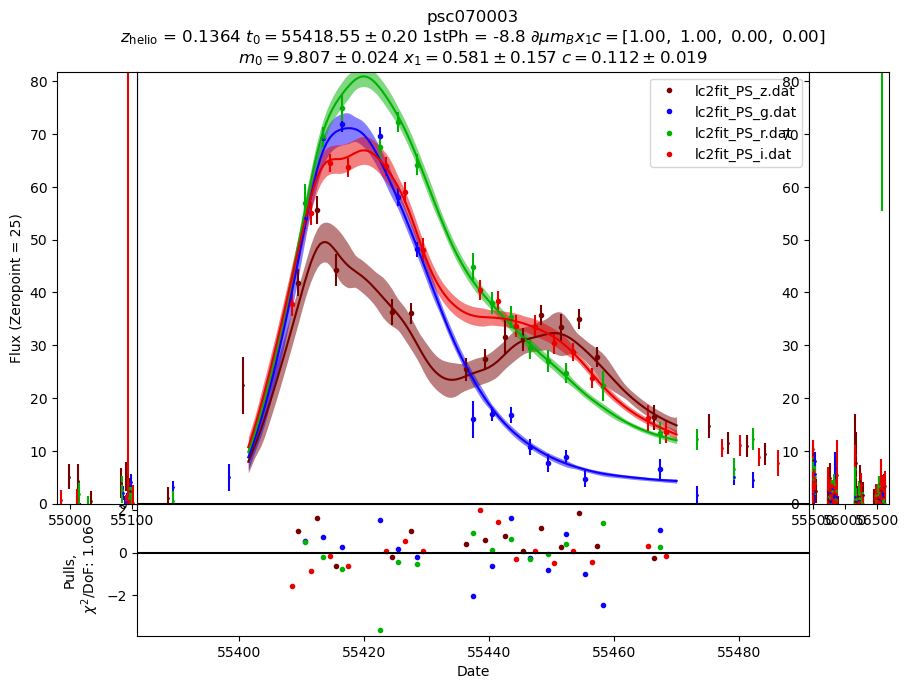 psc070003
z_helio = 0.1364 t_0 = 55418.55 ± 0.20 1stPh = -8.8 ∂μm_Bx_1c = [1.00, 1.00, 0.00, 0.00]
m_0 = 9.807 ± 0.024 x_1 = 0.581 ± 0.157 c = 0.112 ± 0.019
lc2fit_PS_z.dat
lc2fit_PS_g.dat
lc2fit_PS_r.dat
lc2fit_PS_i.dat
Flux (Zeropoint = 25)
80
70
60
50
40
30
20
10
0
80
70
60
50
40
30
20
10
0
55000
55100
55500
56000
56500
Pulls,
χ²/DoF: 1.06
2
0
−2
55400
55420
55440
55460
55480
Date